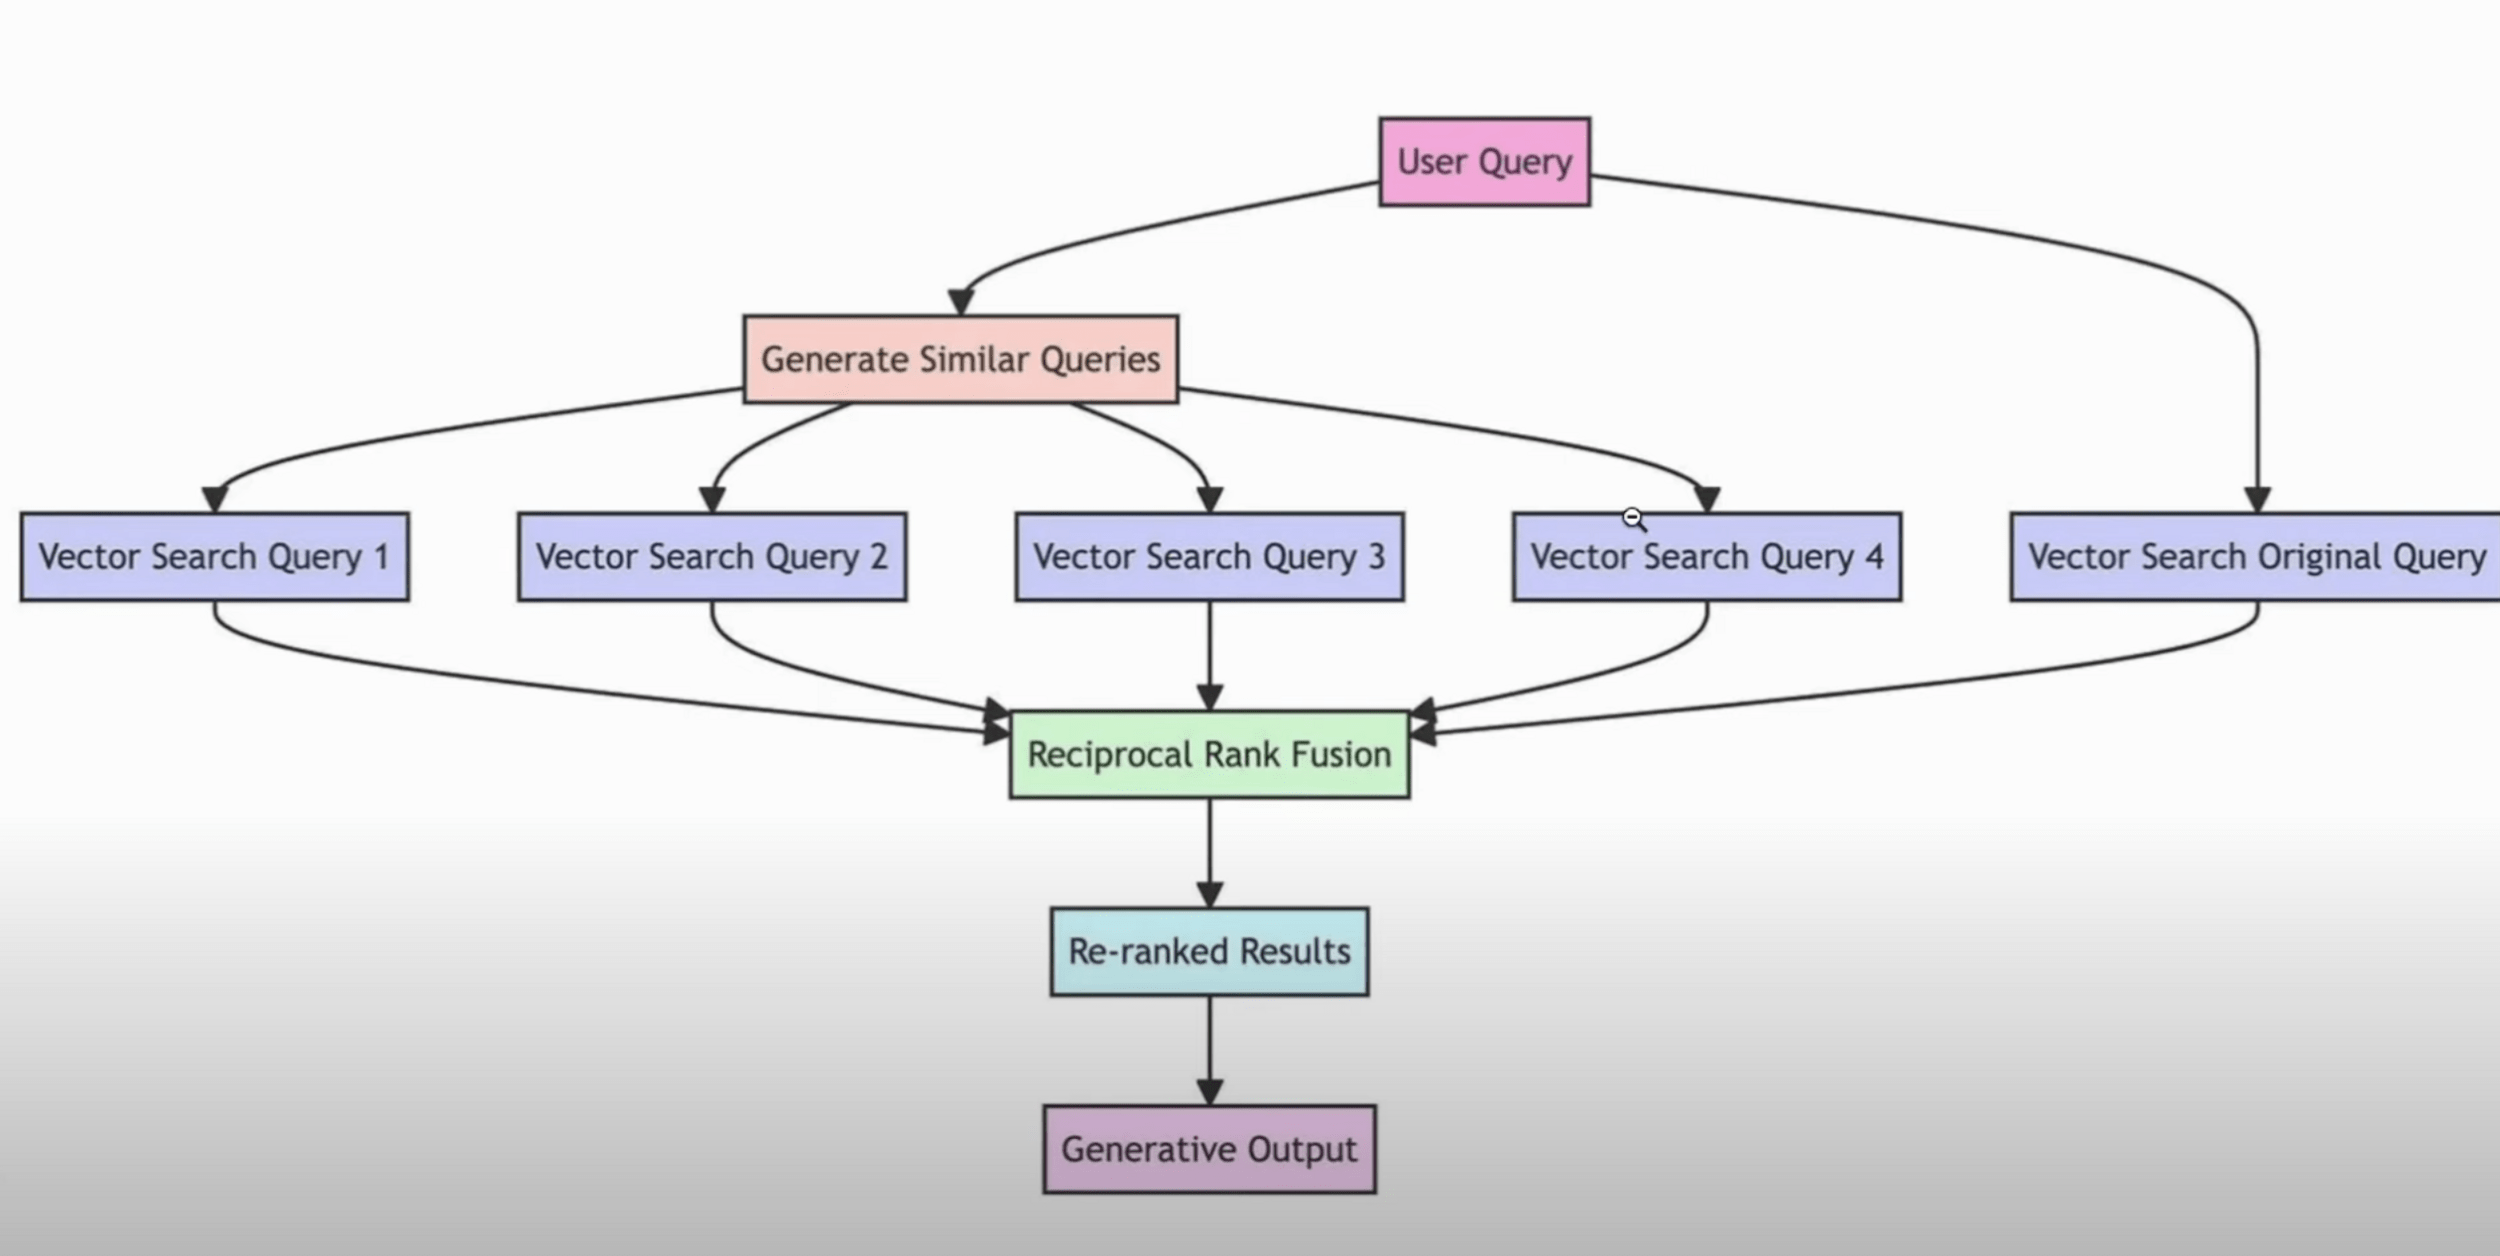 User Query
Generate Similar Queries
Vector Search Query 1
Vector Search Query 2
Vector Search Query 3
Vector Search Query 4
Vector Search Original Query
Reciprocal Rank Fusion
Re-ranked Results
Generative Output